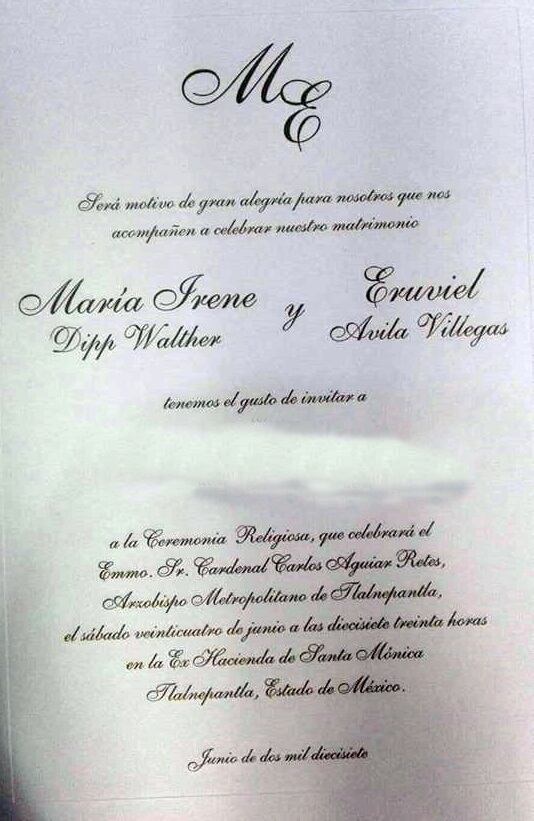 M E
Será motivo de gran alegría para nosotros que nos
acompañen a celebrar nuestro matrimonio
María Irene y Eruviel
Dipp Walther Avila Villegas
tenemos el gusto de invitar a
a la Ceremonia Religiosa, que celebrará el
Emmo. Sr. Cardenal Carlos Aguiar Retes,
Arzobispo Metropolitano de Tlalnepantla,
el sábado veinticuatro de junio a las diecisiete treinta horas
en la Ex Hacienda de Santa Mónica
Tlalnepantla, Estado de México.
Junio de dos mil diecisiete